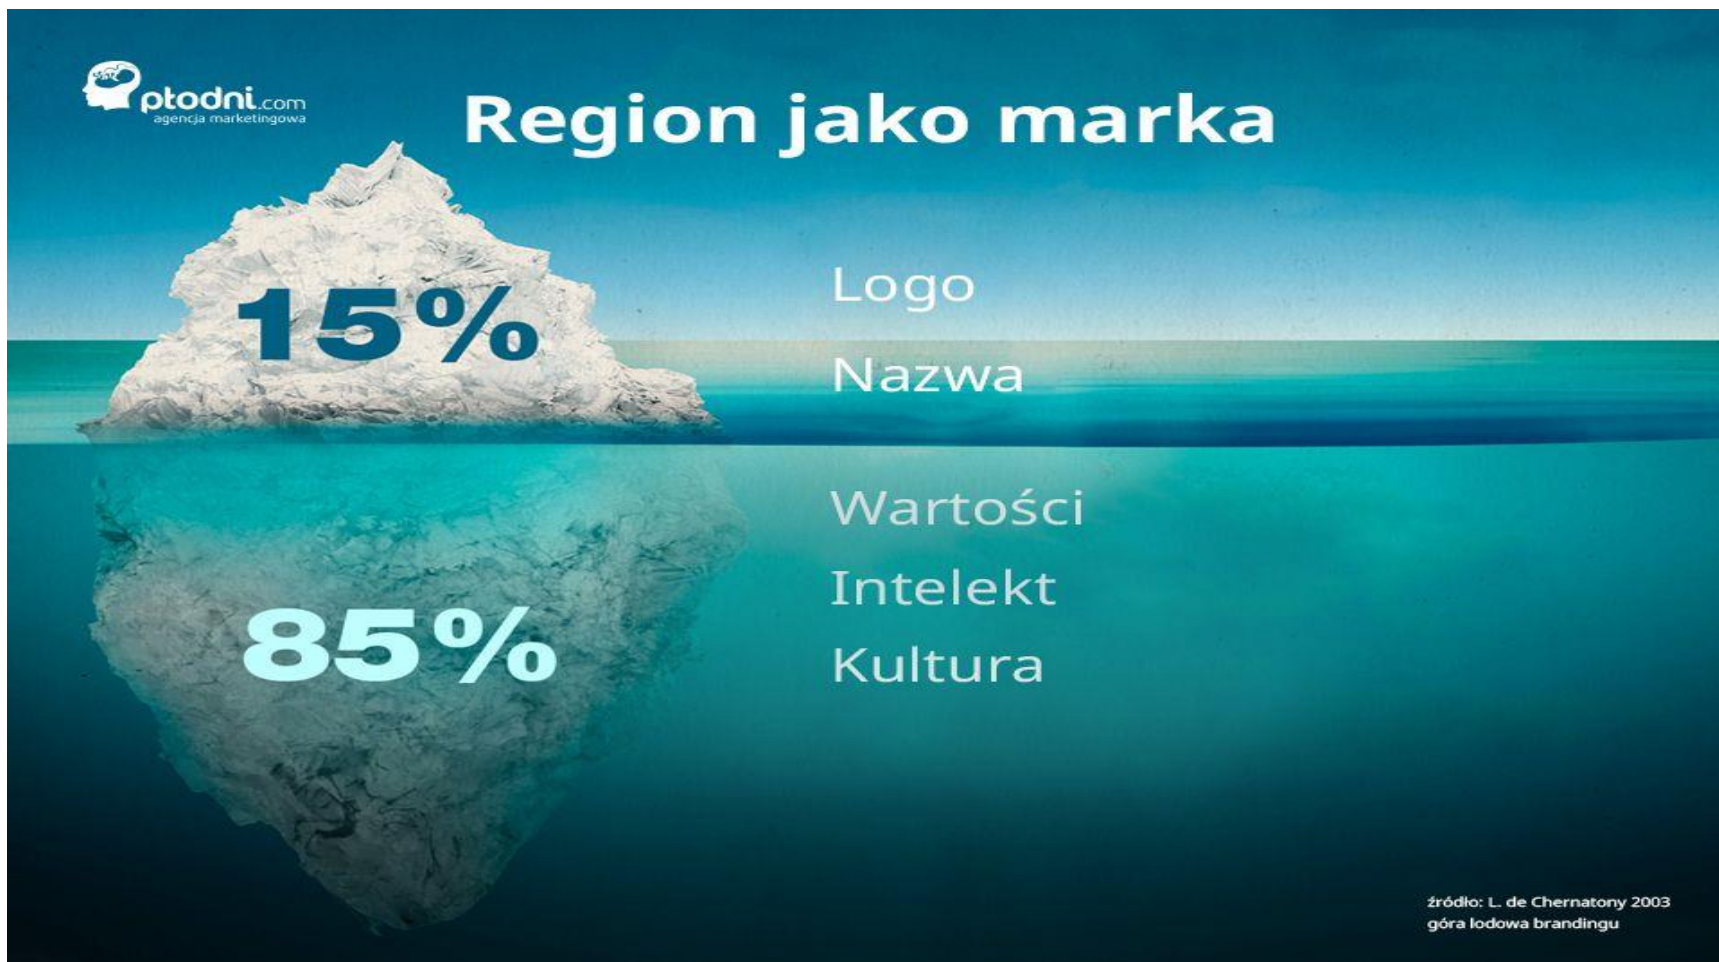 ptodni.com
agencja marketingowa
Region jako marka
15%
Logo
Nazwa
Wartości
Intelekt
85%
Kultura
źródło: L. de Chernatony 2003
góra lodowa brandingu